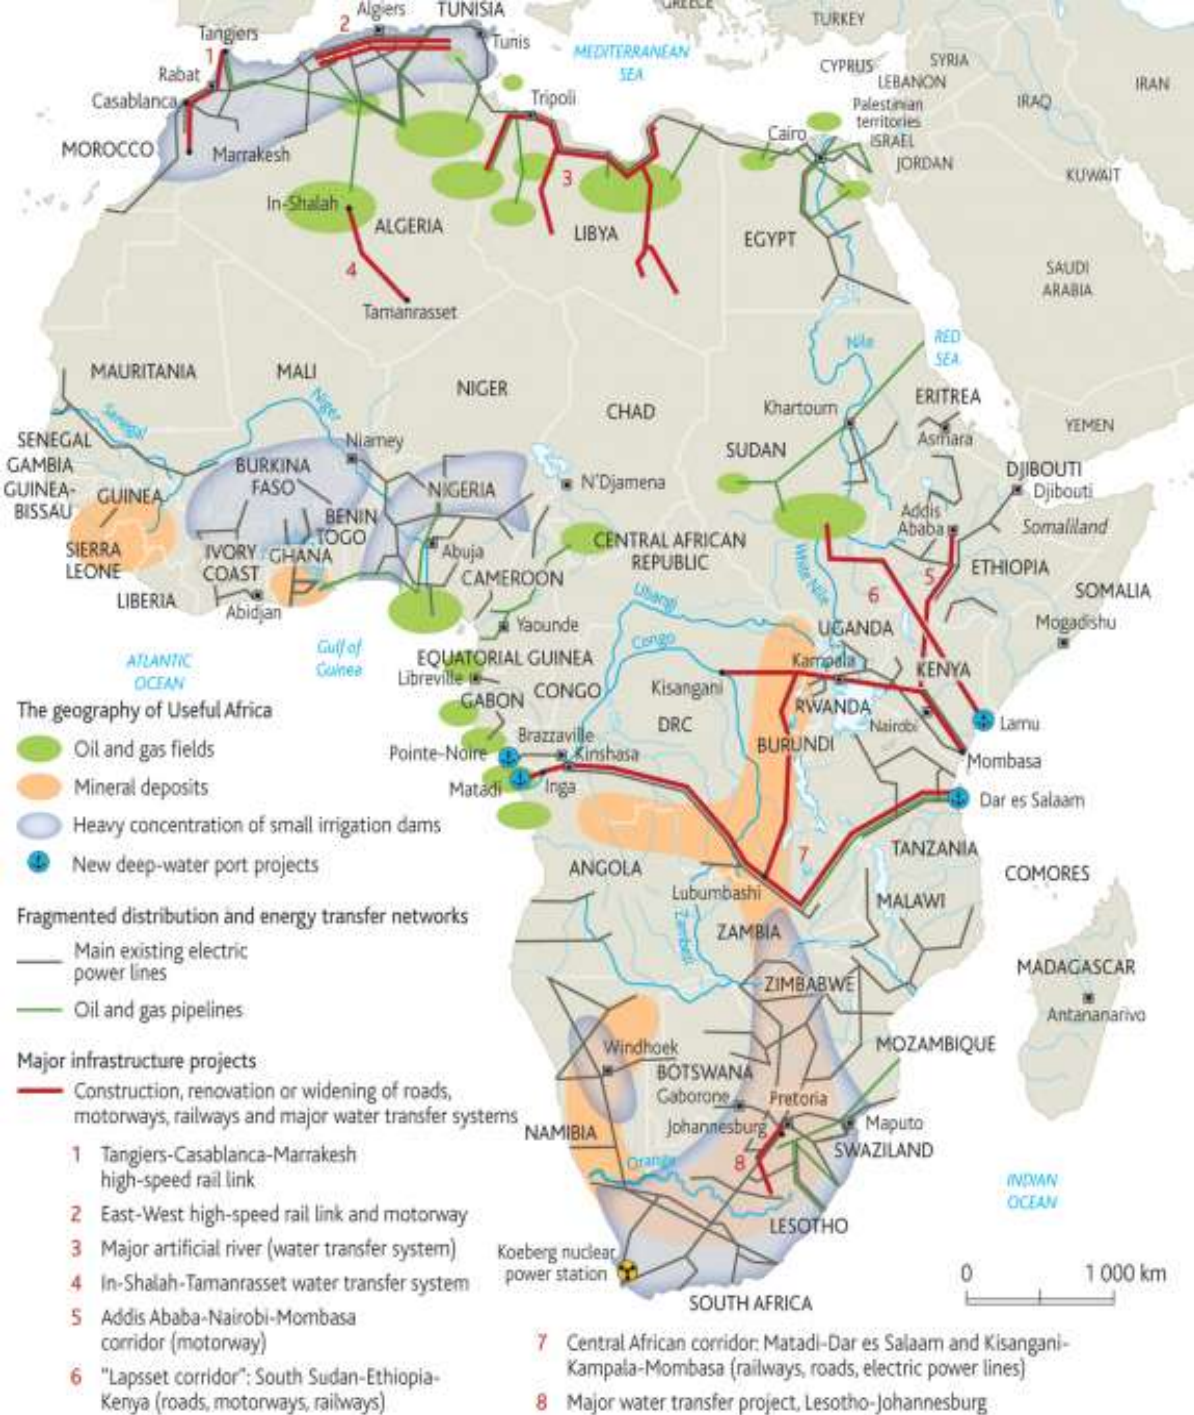 Algiers
TUNISIA
GREECE
TURKEY
Tangiers
2
Tunis
MEDITERRANEAN
SEA
CYPRUS
SYRIA
LEBANON
IRAN
1
Rabat
Casablanca
Tripoli
Palestinian
territories
IRAQ
Cairo
ISRAEL
JORDAN
MOROCCO
Marrakesh
3
KUWAIT
In-Shalah
ALGERIA
LIBYA
EGYPT
4
SAUDI
ARABIA
Tamanrasset
MAURITANIA
MALI
NIGER
Nile
RED
SEA
Senegal
Niger
CHAD
Khartoum
ERITREA
Asmara
YEMEN
SENEGAL
GAMBIA
GUINEA-
BISSAU
GUINEA
BURKINA
FASO
Niamey
NIGERIA
N'Djamena
SUDAN
DJIBOUTI
Djibouti
Addis
Ababa
Somaliland
BENIN
TOGO
SIERRA
LEONE
IVORY
COAST
GHANA
Abuja
CENTRAL AFRICAN
REPUBLIC
White Nile
5
ETHIOPIA
CAMEROON
LIBERIA
Abidjan
Ubangi
6
SOMALIA
Mogadishu
Yaounde
UGANDA
Gulf of
Guinea
ATLANTIC
OCEAN
EQUATORIAL GUINEA
Congo
Kampala
KENYA
Libreville
GABON
CONGO
Kisangani
RWANDA
Nairobi
Lamu
DRC
BURUNDI
Brazzaville
Pointe-Noire
Kinshasa
Mombasa
Matadi
Inga
Dar es Salaam
7
TANZANIA
ANGOLA
COMORES
Lubumbashi
MALAWI
ZAMBIA
Zambezi
MADAGASCAR
ZIMBABWE
Antananarivo
Windhoek
MOZAMBIQUE
BOTSWANA
Gaborone
Pretoria
Johannesburg
Maputo
NAMIBIA
SWAZILAND
8
Orange
INDIAN
OCEAN
LESOTHO
Koeberg nuclear
power station
SOUTH AFRICA
0 1 000 km
The geography of Useful Africa
Oil and gas fields
Mineral deposits
Heavy concentration of small irrigation dams
New deep-water port projects
Fragmented distribution and energy transfer networks
Main existing electric
power lines
Oil and gas pipelines
Major infrastructure projects
Construction, renovation or widening of roads,
motorways, railways and major water transfer systems
1 Tangiers-Casablanca-Marrakesh
high-speed rail link
2 East-West high-speed rail link and motorway
3 Major artificial river (water transfer system)
4 In-Shalah-Tamanrasset water transfer system
5 Addis Ababa-Nairobi-Mombasa
corridor (motorway)
6 "Lapsset corridor": South Sudan-Ethiopia-
Kenya (roads, motorways, railways)
7 Central African corridor: Matadi-Dar es Salaam and Kisangani-
Kampala-Mombasa (railways, roads, electric power lines)
8 Major water transfer project, Lesotho-Johannesburg